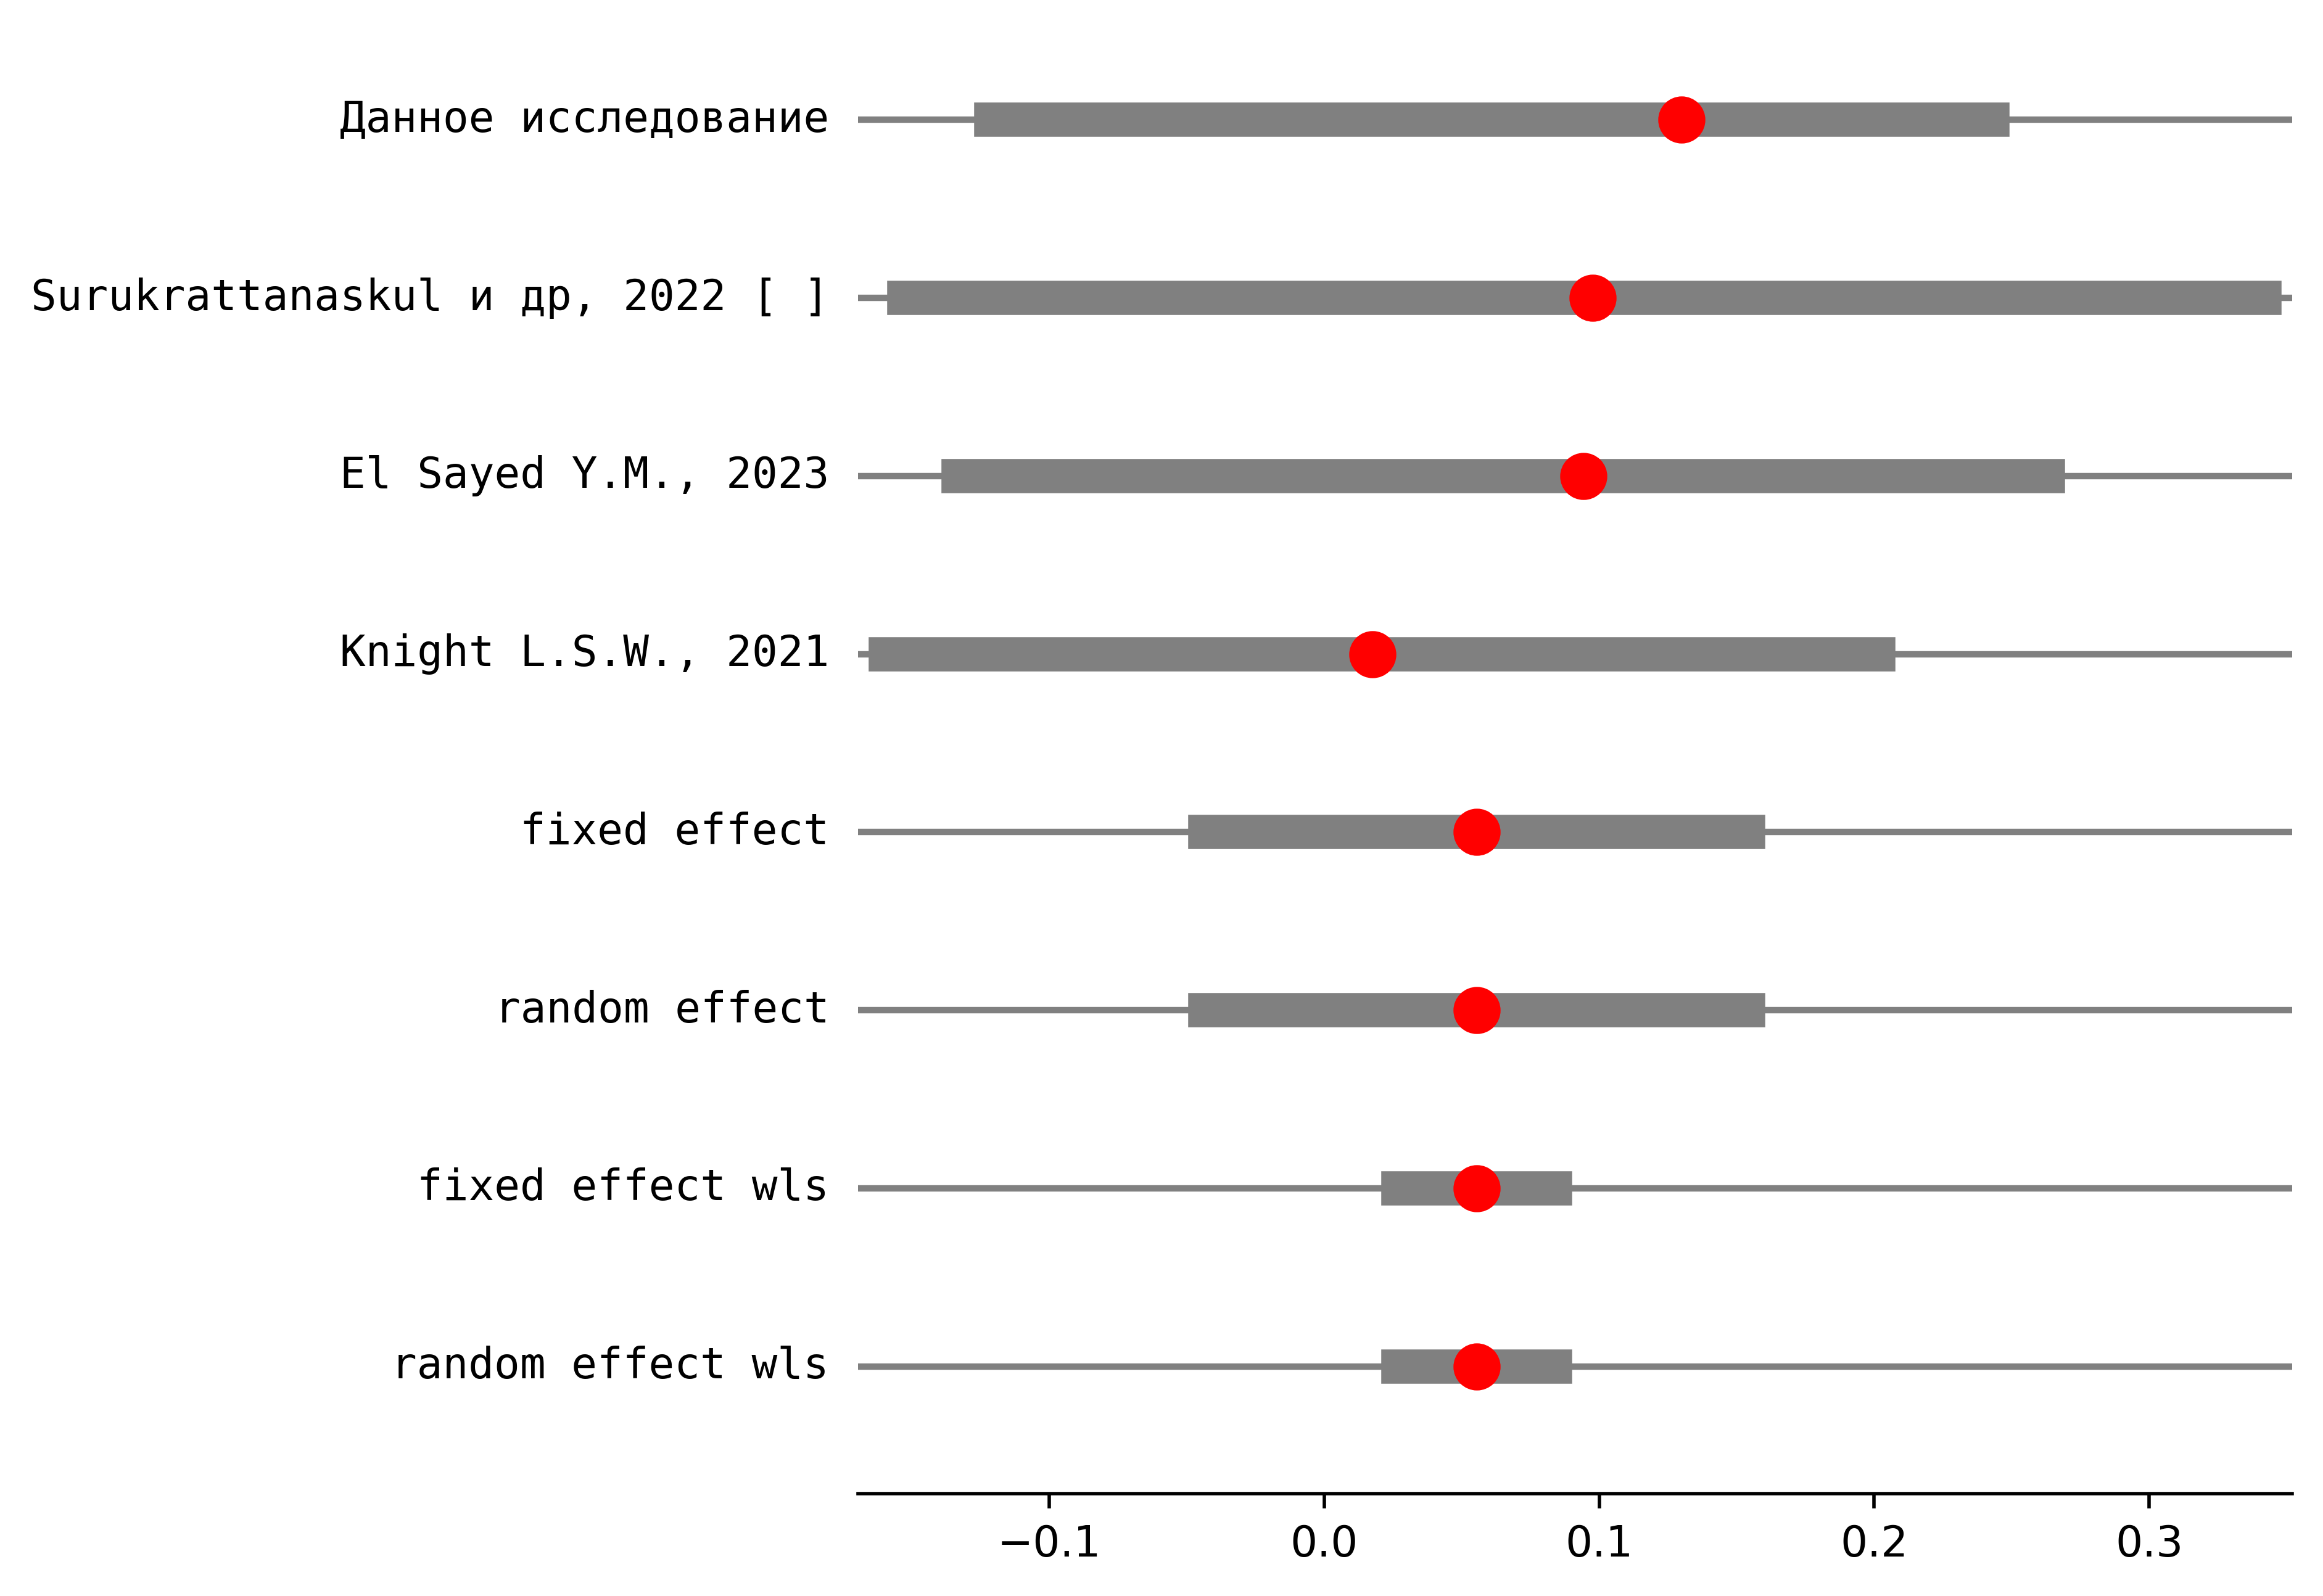 Данное исследование
Surukrattanaskul и др, 2022 [ ]
El Sayed Y.M., 2023
Knight L.S.W., 2021
fixed effect
random effect
fixed effect wls
random effect wls
−0.1 0.0 0.1 0.2 0.3